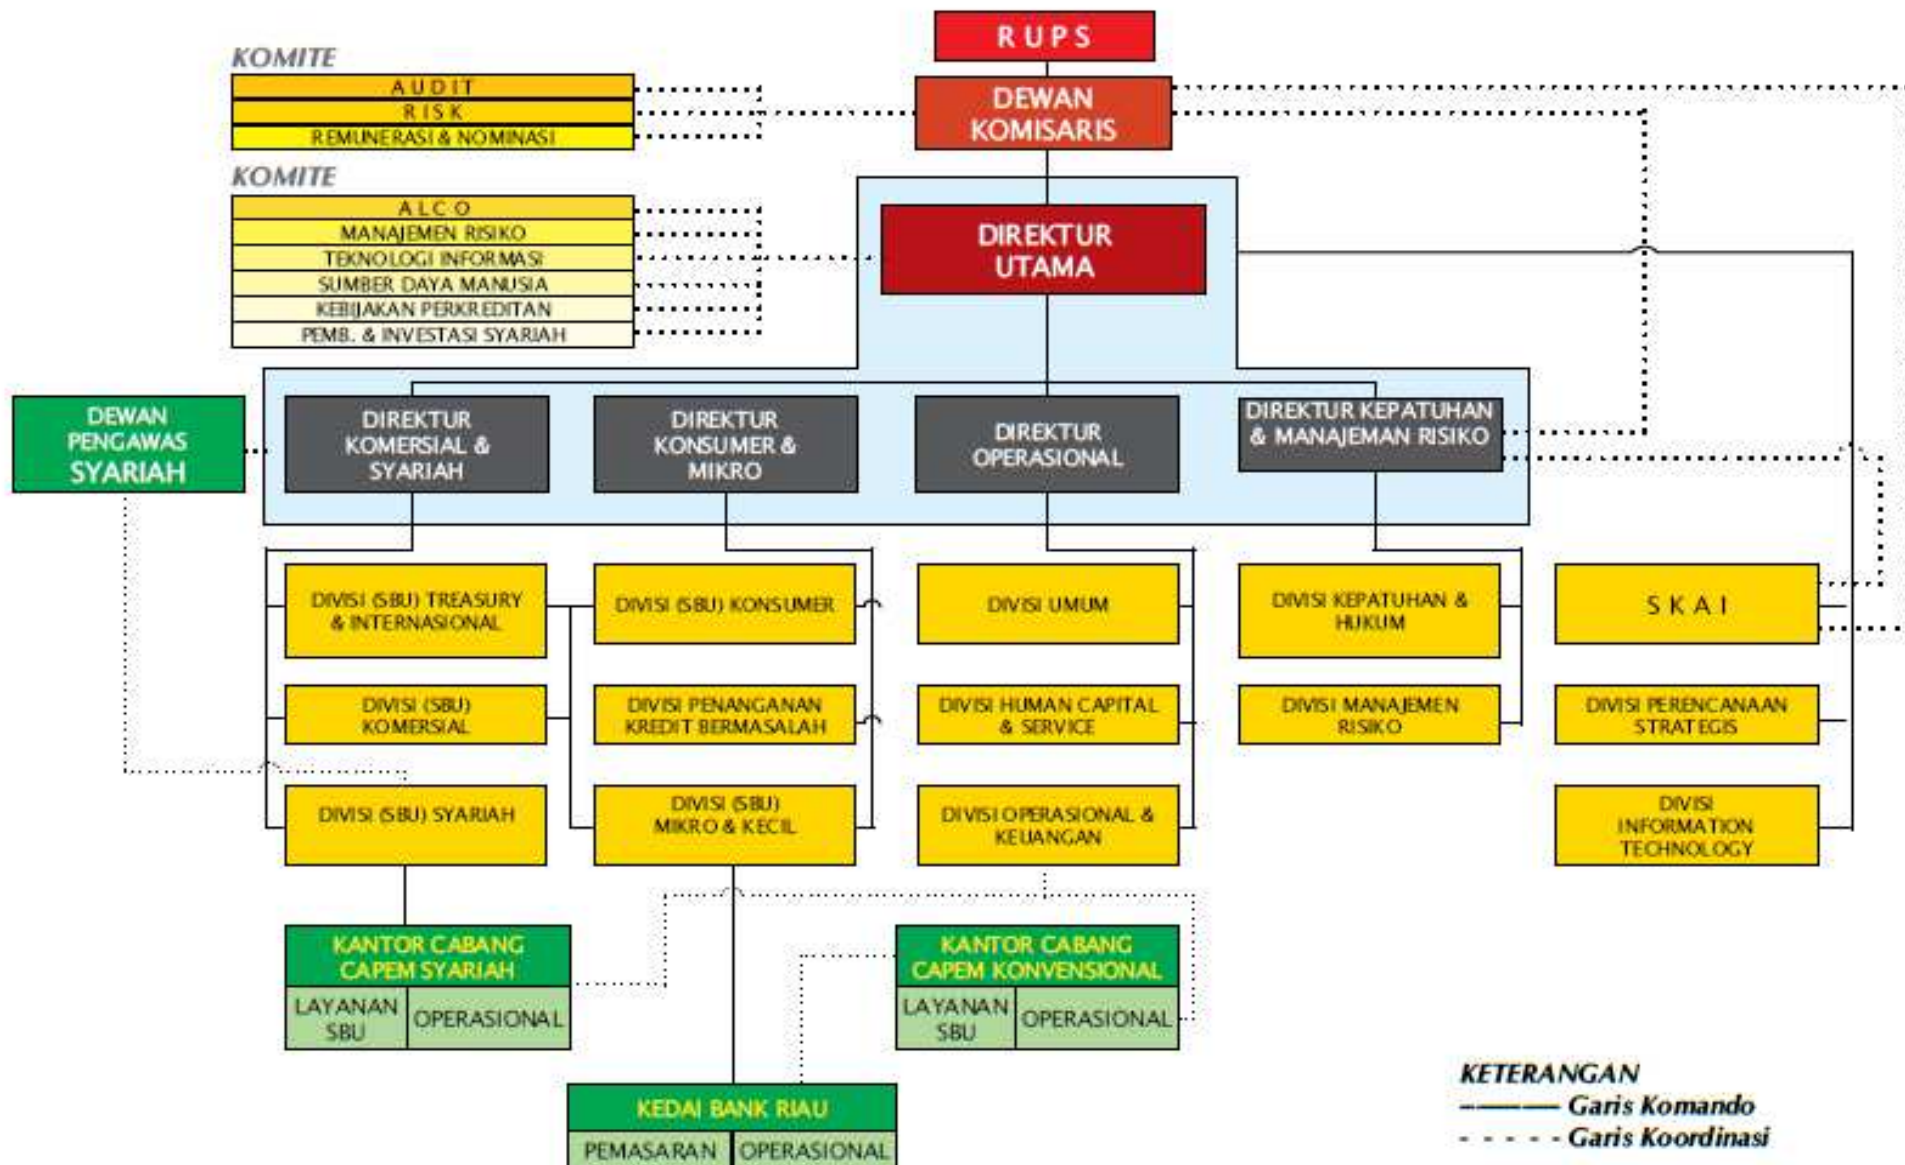 R U P S
KOMITE
A U D I T
R I S K
REMUNERASI & NOMINASI
DEWAN
KOMISARIS
KOMITE
A L C O
MANAJEMEN RISIKO
TEKNOLOGI INFORMASI
SUMBER DAYA MANUSIA
KEBIJAKAN PERKREDITAN
PEMB. & INVESTASI SYARIAH
DIREKTUR
UTAMA
DEWAN
PENGAWAS
SYARIAH
DIREKTUR
KOMERSIAL &
SYARIAH
DIREKTUR
KONSUMER &
MIKRO
DIREKTUR
OPERASIONAL
DIREKTUR KEPATUHAN
& MANAJEMAN RISIKO
DIVISI (SBU) TREASURY
& INTERNASIONAL
DIVISI (SBU) KONSUMER
DIVISI UMUM
DIVISI KEPATUHAN &
HUKUM
S K A I
DIVISI (SBU)
KOMERSIAL
DIVISI PENANGANAN
KREDIT BERMASALAH
DIVISI HUMAN CAPITAL
& SERVICE
DIVISI MANAJEMEN
RISIKO
DIVISI PERENCANAAN
STRATEGIS
DIVISI (SBU) SYARIAH
DIVISI (SBU)
MIKRO & KECIL
DIVISI OPERASIONAL &
KEUANGAN
DIVISI
INFORMATION
TECHNOLOGY
KANTOR CABANG
CAPEM SYARIAH
LAYANAN
SBU
OPERASIONAL
KANTOR CABANG
CAPEM KONVENSIONAL
LAYANAN
SBU
OPERASIONAL
KEDAI BANK RIAU
PEMASARAN
OPERASIONAL
KETERANGAN
Garis Komando
Garis Koordinasi